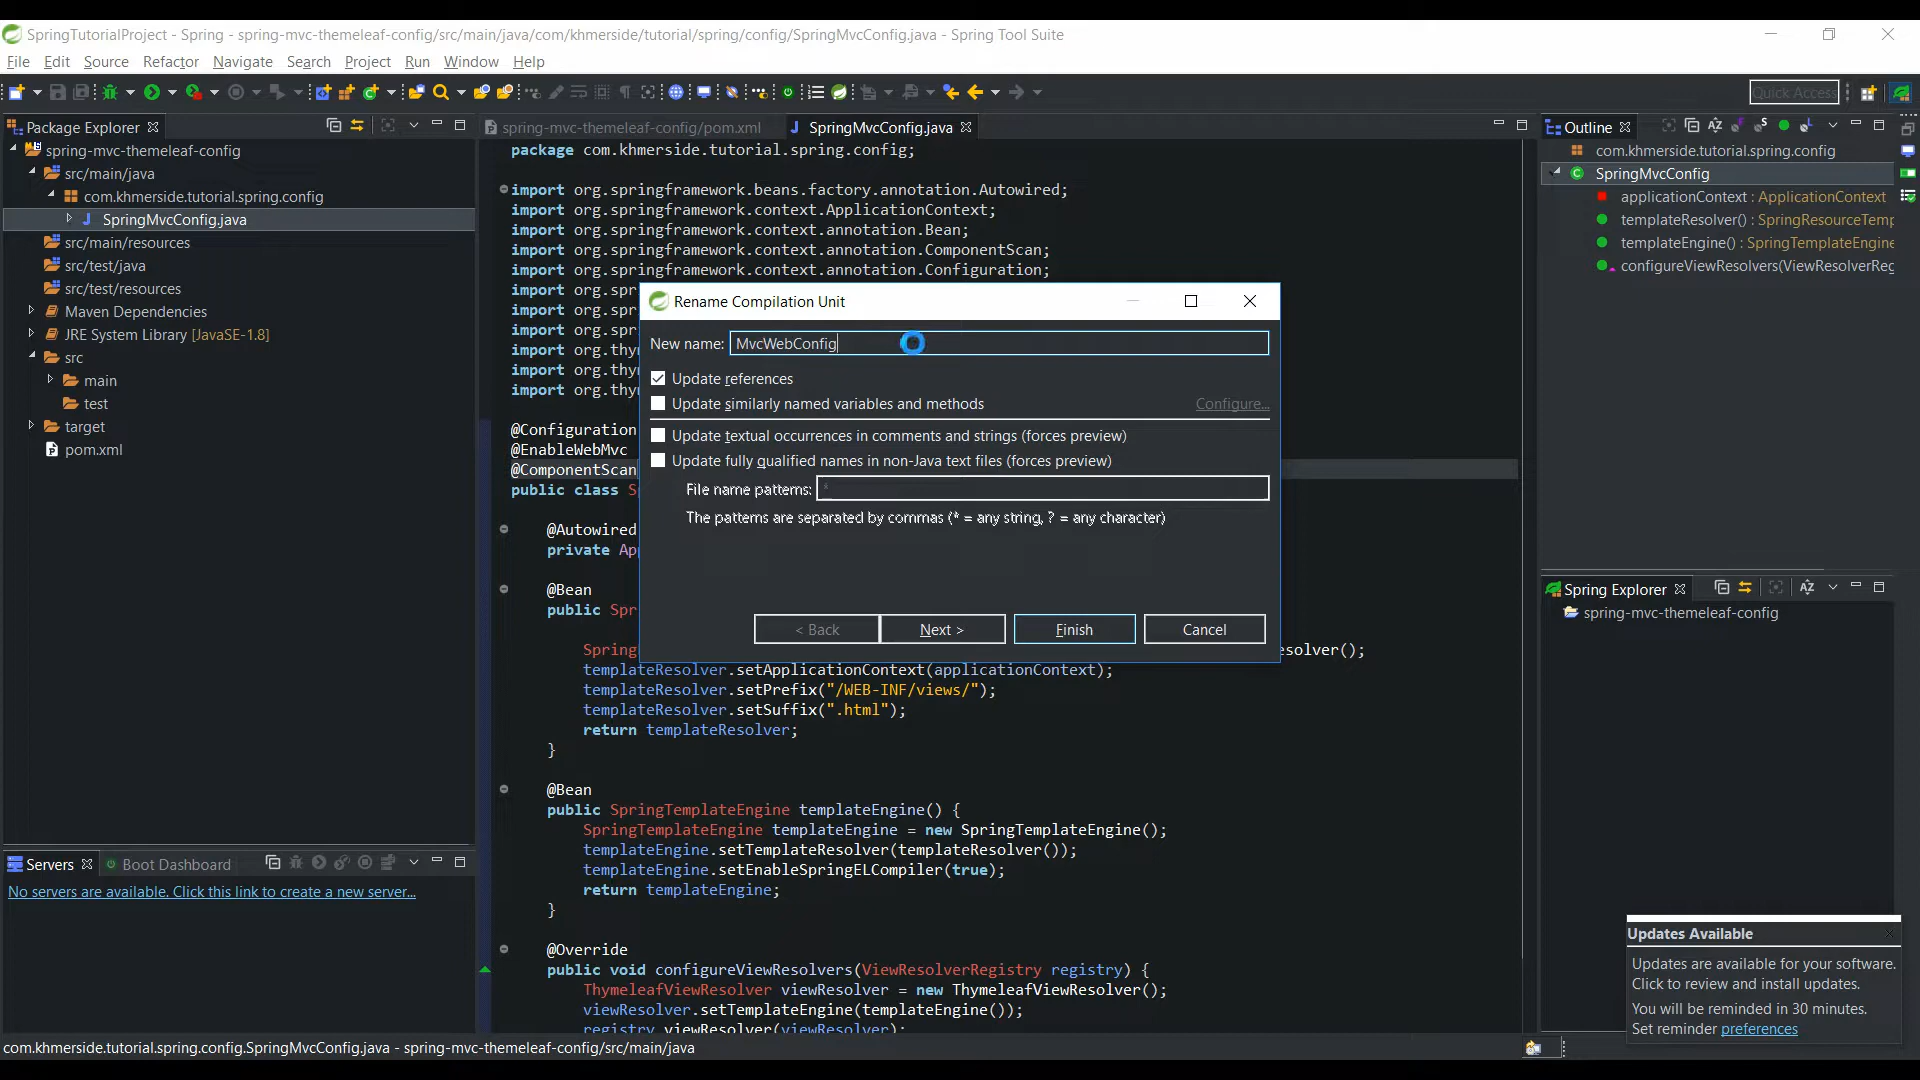 SpringTutorialProject - Spring - spring-mvc-themeleaf-config/src/main/java/com/khmerside/tutorial/spring/config/SpringMvcConfig.java - Spring Tool Suite
File Edit Source Refactor Navigate Search Project Run Window Help
Quick Access
Package Explorer
spring-mvc-themeleaf-config
src/main/java
com.khmerside.tutorial.spring.config
SpringMvcConfig.java
src/main/resources
src/test/java
src/test/resources
Maven Dependencies
JRE System Library [JavaSE-1.8]
src
main
test
target
pom.xml
Servers
Boot Dashboard
No servers are available. Click this link to create a new server...
spring-mvc-themeleaf-config/pom.xml
SpringMvcConfig.java
package com.khmerside.tutorial.spring.config;
import org.springframework.beans.factory.annotation.Autowired;
import org.springframework.context.ApplicationContext;
import org.springframework.context.annotation.Bean;
import org.springframework.context.annotation.ComponentScan;
import org.springframework.context.annotation.Configuration;
import org.spr
import org.spr
import org.spr
import org.thy
import org.thy
import org.thy
@Configuration
@EnableWebMvc
@ComponentScan
public class S
@Autowired
private Ap
@Bean
public Spr
Spring
esolver();
templateResolver.setApplicationContext(applicationContext);
templateResolver.setPrefix("/WEB-INF/views/");
templateResolver.setSuffix(".html");
return templateResolver;
}
@Bean
public SpringTemplateEngine templateEngine() {
SpringTemplateEngine templateEngine = new SpringTemplateEngine();
templateEngine.setTemplateResolver(templateResolver());
templateEngine.setEnableSpringELCompiler(true);
return templateEngine;
}
@Override
public void configureViewResolvers(ViewResolverRegistry registry) {
ThymeleafViewResolver viewResolver = new ThymeleafViewResolver();
viewResolver.setTemplateEngine(templateEngine());
registry.viewResolver(viewResolver);
Rename Compilation Unit
New name: MvcWebConfig
Update references
Update similarly named variables and methods
Configure...
Update textual occurrences in comments and strings (forces preview)
Update fully qualified names in non-Java text files (forces preview)
File name patterns: *
The patterns are separated by commas (* = any string, ? = any character)
< Back
Next >
Finish
Cancel
Outline
com.khmerside.tutorial.spring.config
SpringMvcConfig
applicationContext : ApplicationContext
templateResolver() : SpringResourceTemp
templateEngine() : SpringTemplateEngine
configureViewResolvers(ViewResolverReg
Spring Explorer
spring-mvc-themeleaf-config
Updates Available
Updates are available for your software.
Click to review and install updates.
You will be reminded in 30 minutes.
Set reminder preferences
com.khmerside.tutorial.spring.config.SpringMvcConfig.java - spring-mvc-themeleaf-config/src/main/java